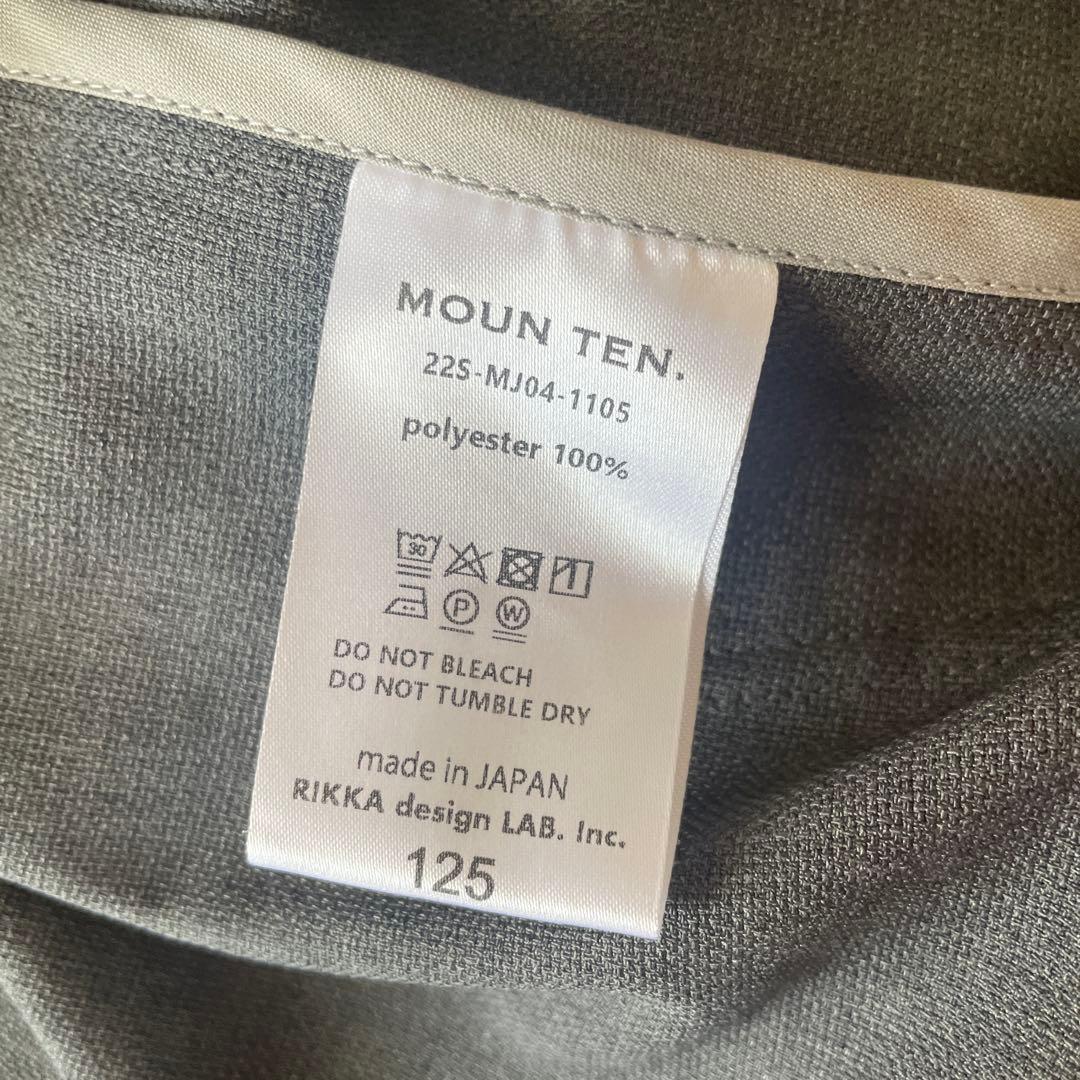 MOUN TEN.
22S-MJ04-1105
polyester 100%
30
P W
DO NOT BLEACH
DO NOT TUMBLE DRY
made in JAPAN
RIKKA design LAB. Inc.
125